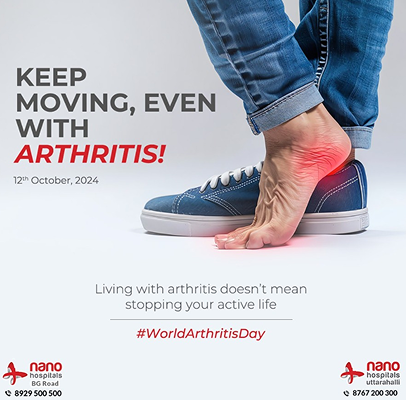 KEEP
MOVING, EVEN
WITH
ARTHRITIS!
12th October, 2024
Living with arthritis doesn't mean
stopping your active life
#WorldArthritisDay
nano
hospitals
BG Road
8929 500 500
nano
hospitals
uttarahalli
8767 200 300